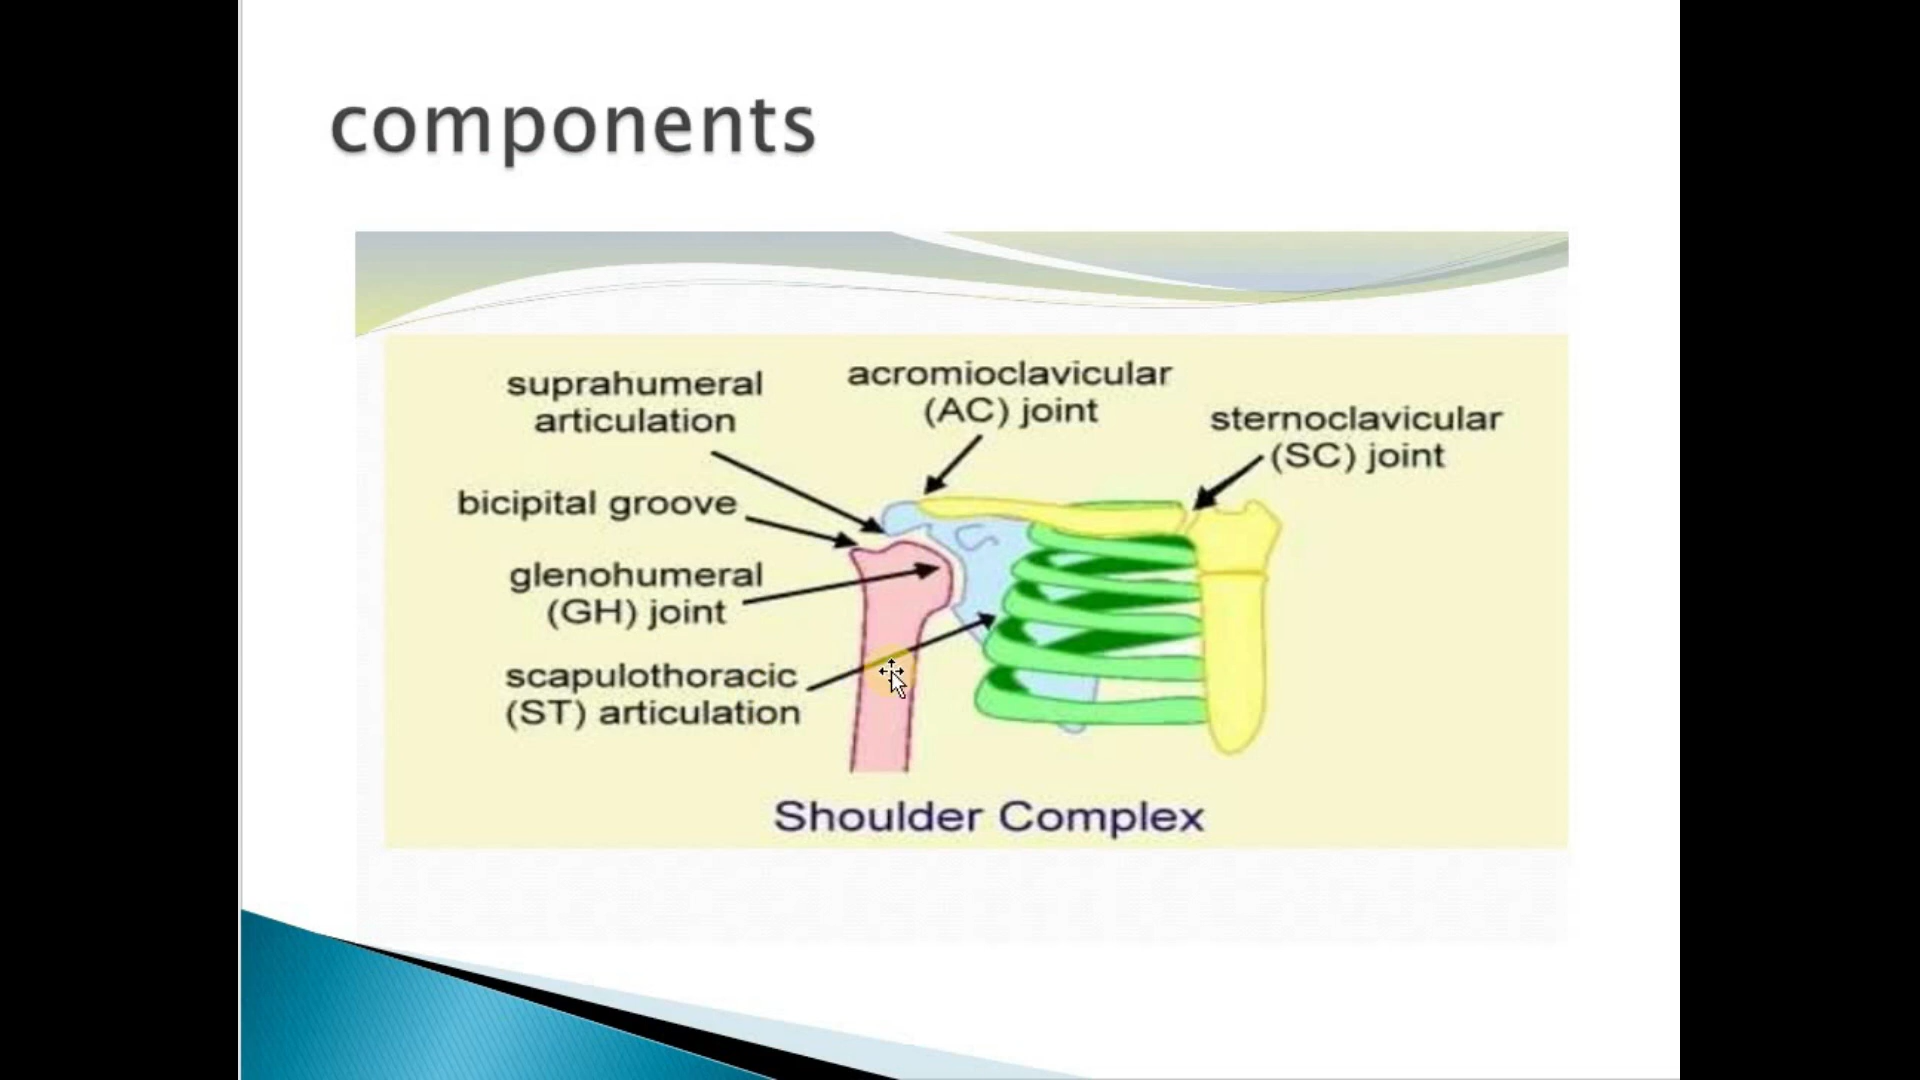 components
suprahumeral
articulation
acromioclavicular
(AC) joint
sternoclavicular
(SC) joint
bicipital groove
glenohumeral
(GH) joint
scapulothoracic
(ST) articulation
Shoulder Complex